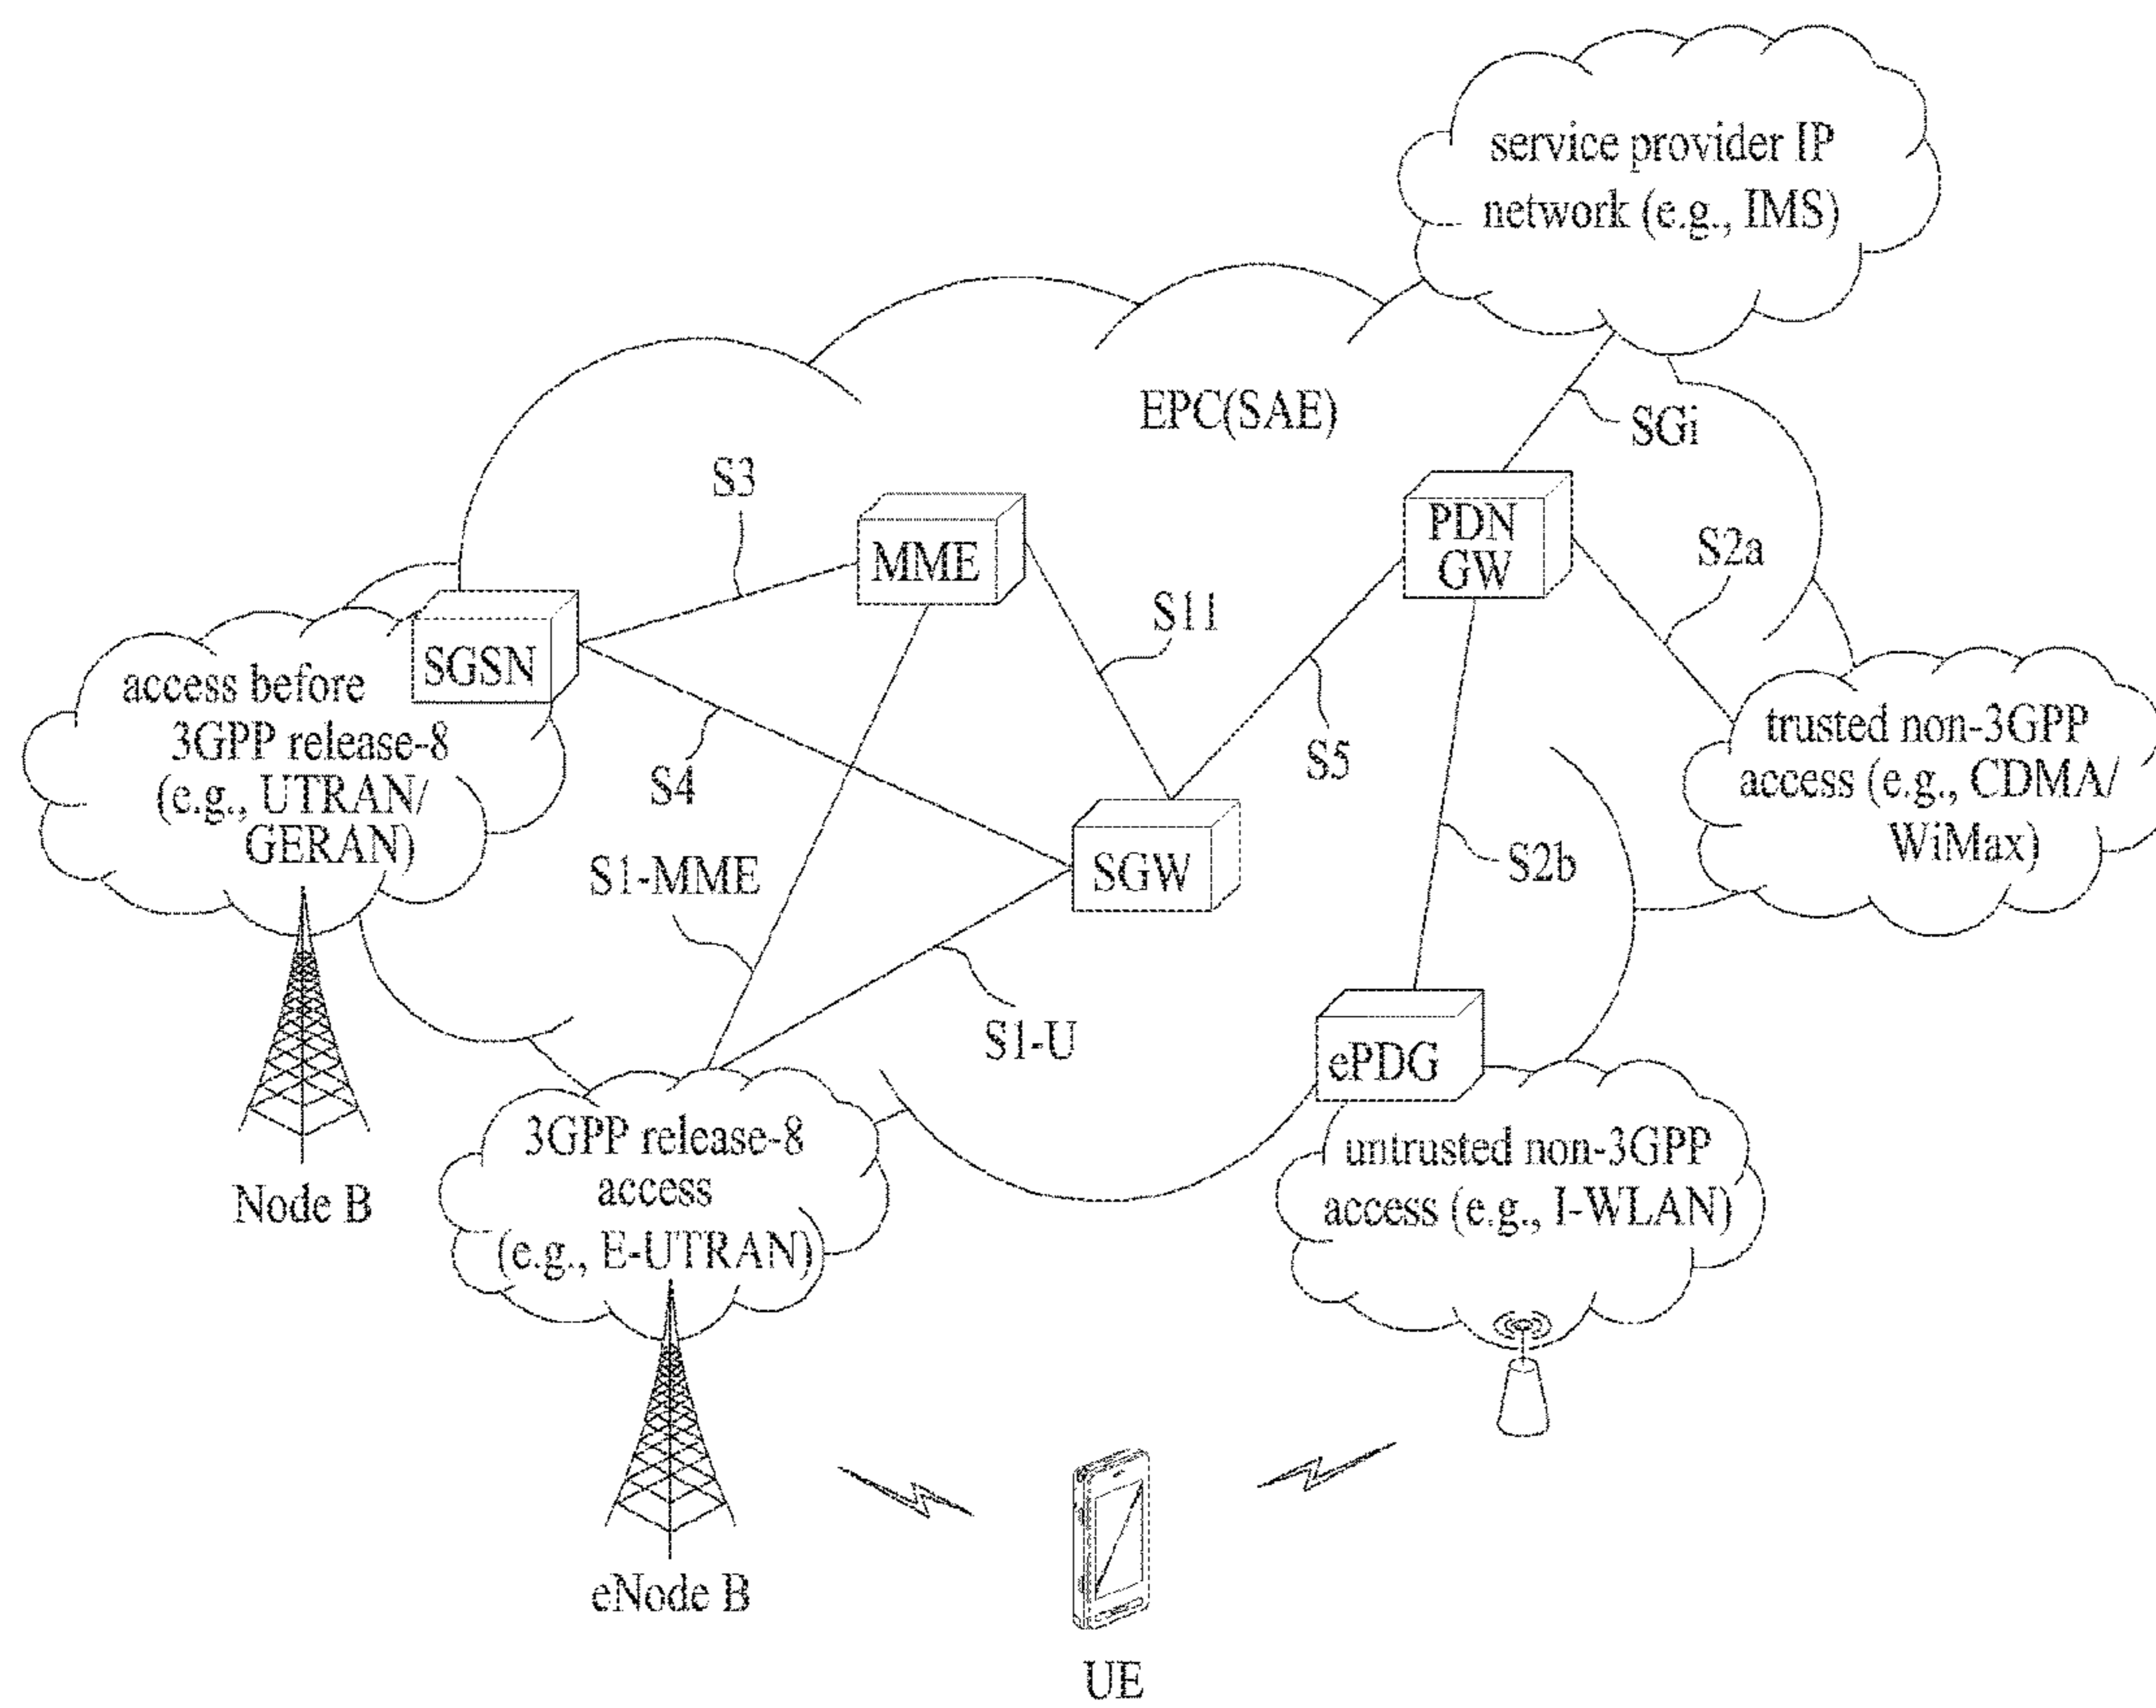 service provider IP
network (e.g., IMS)
EPC(SAE)
SGi
S3
MME
PDN
GW
S2a
S11
SGSN
access before
3GPP release-8
(e.g., UTRAN/
GERAN)
S4
S5
trusted non-3GPP
access (e.g., CDMA/
WiMax)
S1-MME
SGW
S2b
S1-U
ePDG
Node B
3GPP release-8
access
(e.g., E-UTRAN)
untrusted non-3GPP
access (e.g., I-WLAN)
eNode B
UE